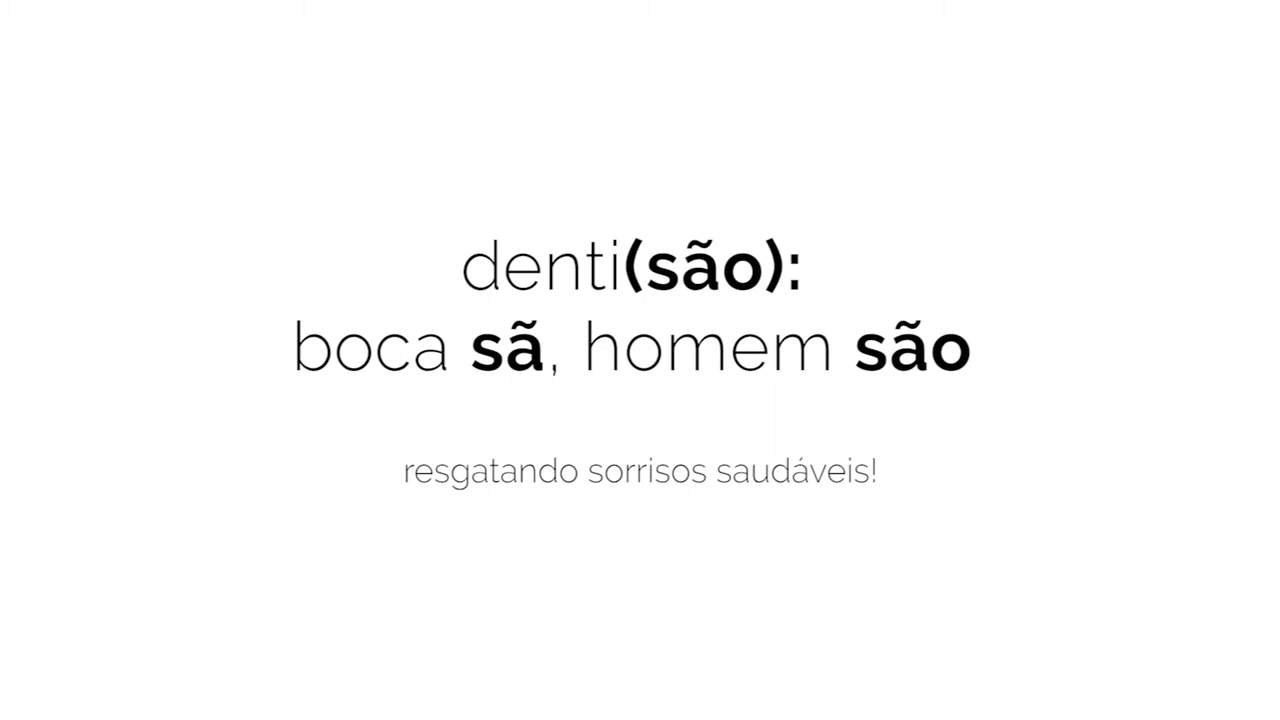 denti(são):
boca sã, homem são
resgatando sorrisos saudáveis!